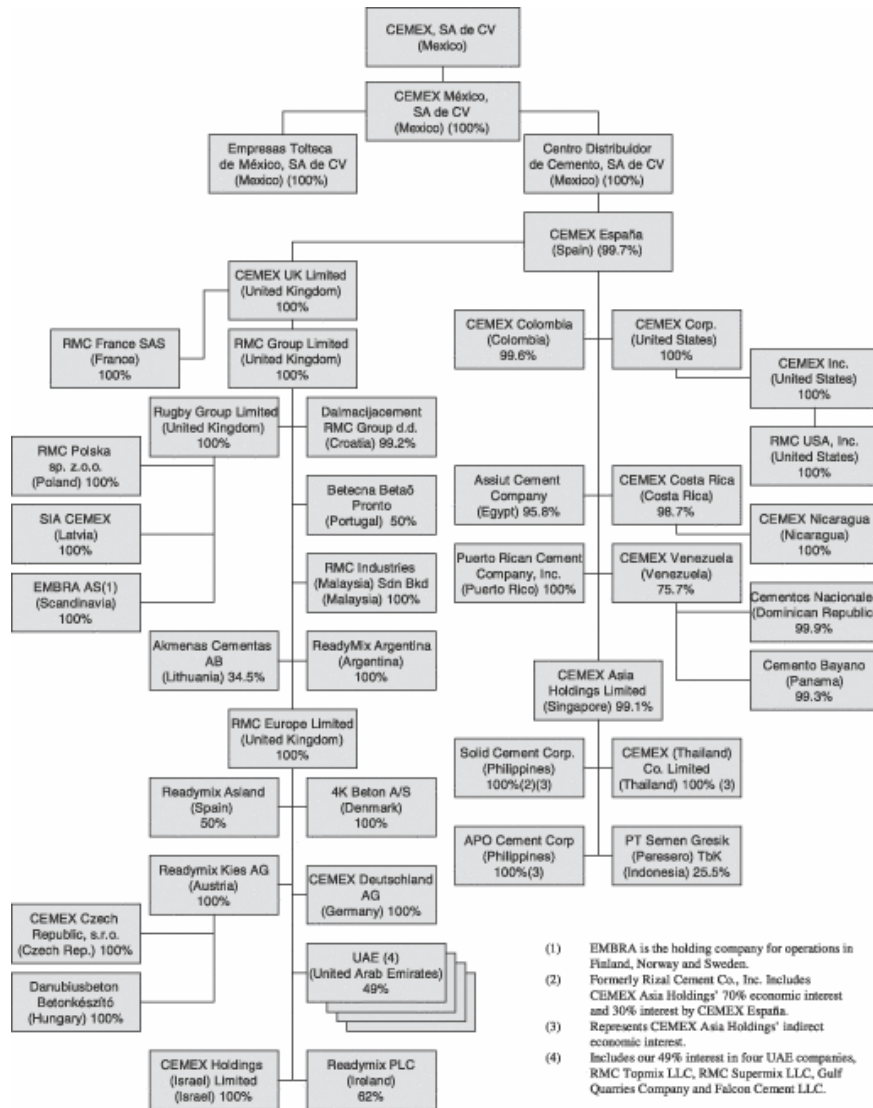 CEMEX, SA de CV
(Mexico)
CEMEX México,
SA de CV
(Mexico) (100%)
Empresas Tolteca
de México, SA de CV
(Mexico) (100%)
Centro Distribuidor
de Cemento, SA de CV
(Mexico) (100%)
CEMEX España
(Spain) (99.7%)
CEMEX UK Limited
(United Kingdom)
100%
RMC France SAS
(France)
100%
RMC Group Limited
(United Kingdom)
100%
CEMEX Colombia
(Colombia)
99.6%
CEMEX Corp.
(United States)
100%
CEMEX Inc.
(United States)
100%
RMC USA, Inc.
(United States)
100%
Rugby Group Limited
(United Kingdom)
100%
Dalmacijacement
RMC Group d.d.
(Croatia) 99.2%
RMC Polska
sp. z.o.o.
(Poland) 100%
SIA CEMEX
(Latvia)
100%
EMBRA AS(1)
(Scandinavia)
100%
Betecna Betaõ
Pronto
(Portugal) 50%
RMC Industries
(Malaysia) Sdn Bkd
(Malaysia) 100%
Assiut Cement
Company
(Egypt) 95.8%
CEMEX Costa Rica
(Costa Rica)
98.7%
CEMEX Nicaragua
(Nicaragua)
100%
Puerto Rican Cement
Company, Inc.
(Puerto Rico) 100%
CEMEX Venezuela
(Venezuela)
75.7%
Cementos Nacionale
(Dominican Republic
99.9%
Cemento Bayano
(Panama)
99.3%
Akmenas Cementas
AB
(Lithuania) 34.5%
ReadyMix Argentina
(Argentina)
100%
CEMEX Asia
Holdings Limited
(Singapore) 99.1%
RMC Europe Limited
(United Kingdom)
100%
Solid Cement Corp.
(Philippines)
100%(2)(3)
CEMEX (Thailand)
Co. Limited
(Thailand) 100% (3)
Readymix Asland
(Spain)
50%
4K Beton A/S
(Denmark)
100%
APO Cement Corp
(Philippines)
100%(3)
PT Semen Gresik
(Peresero) TbK
(Indonesia) 25.5%
Readymix Kies AG
(Austria)
100%
CEMEX Deutschland
AG
(Germany) 100%
CEMEX Czech
Republic, s.r.o.
(Czech Rep.) 100%
Danubiusbeton
Betonkészító
(Hungary) 100%
UAE (4)
(United Arab Emirates)
49%
CEMEX Holdings
(Israel) Limited
(Israel) 100%
Readymix PLC
(Ireland)
62%
(1) EMBRA is the holding company for operations in
Finland, Norway and Sweden.
(2) Formerly Rizal Cement Co., Inc. Includes
CEMEX Asia Holdings' 70% economic interest
and 30% interest by CEMEX España.
(3) Represents CEMEX Asia Holdings' indirect
economic interest.
(4) Includes our 49% interest in four UAE companies,
RMC Topmix LLC, RMC Supermix LLC, Gulf
Quarries Company and Falcon Cement LLC.